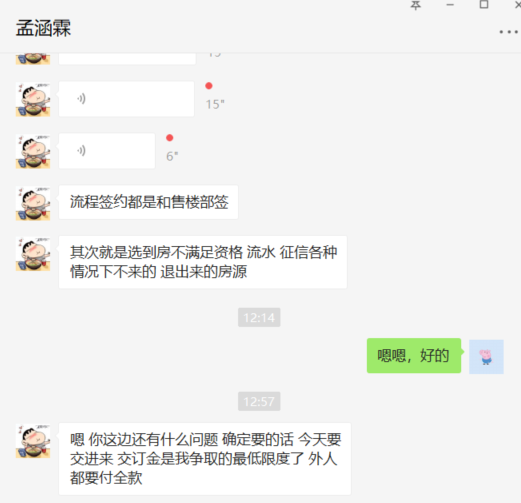 孟涵霖
15"
6"
流程签约都是和售楼部签
其次就是选到房不满足资格 流水 征信各种
情况下不来的 退出来的房源
12:14
嗯嗯，好的
12:57
嗯 你这边还有什么问题 确定要的话 今天要
交进来 交订金是我争取的最低限度了 外人
都要付全款